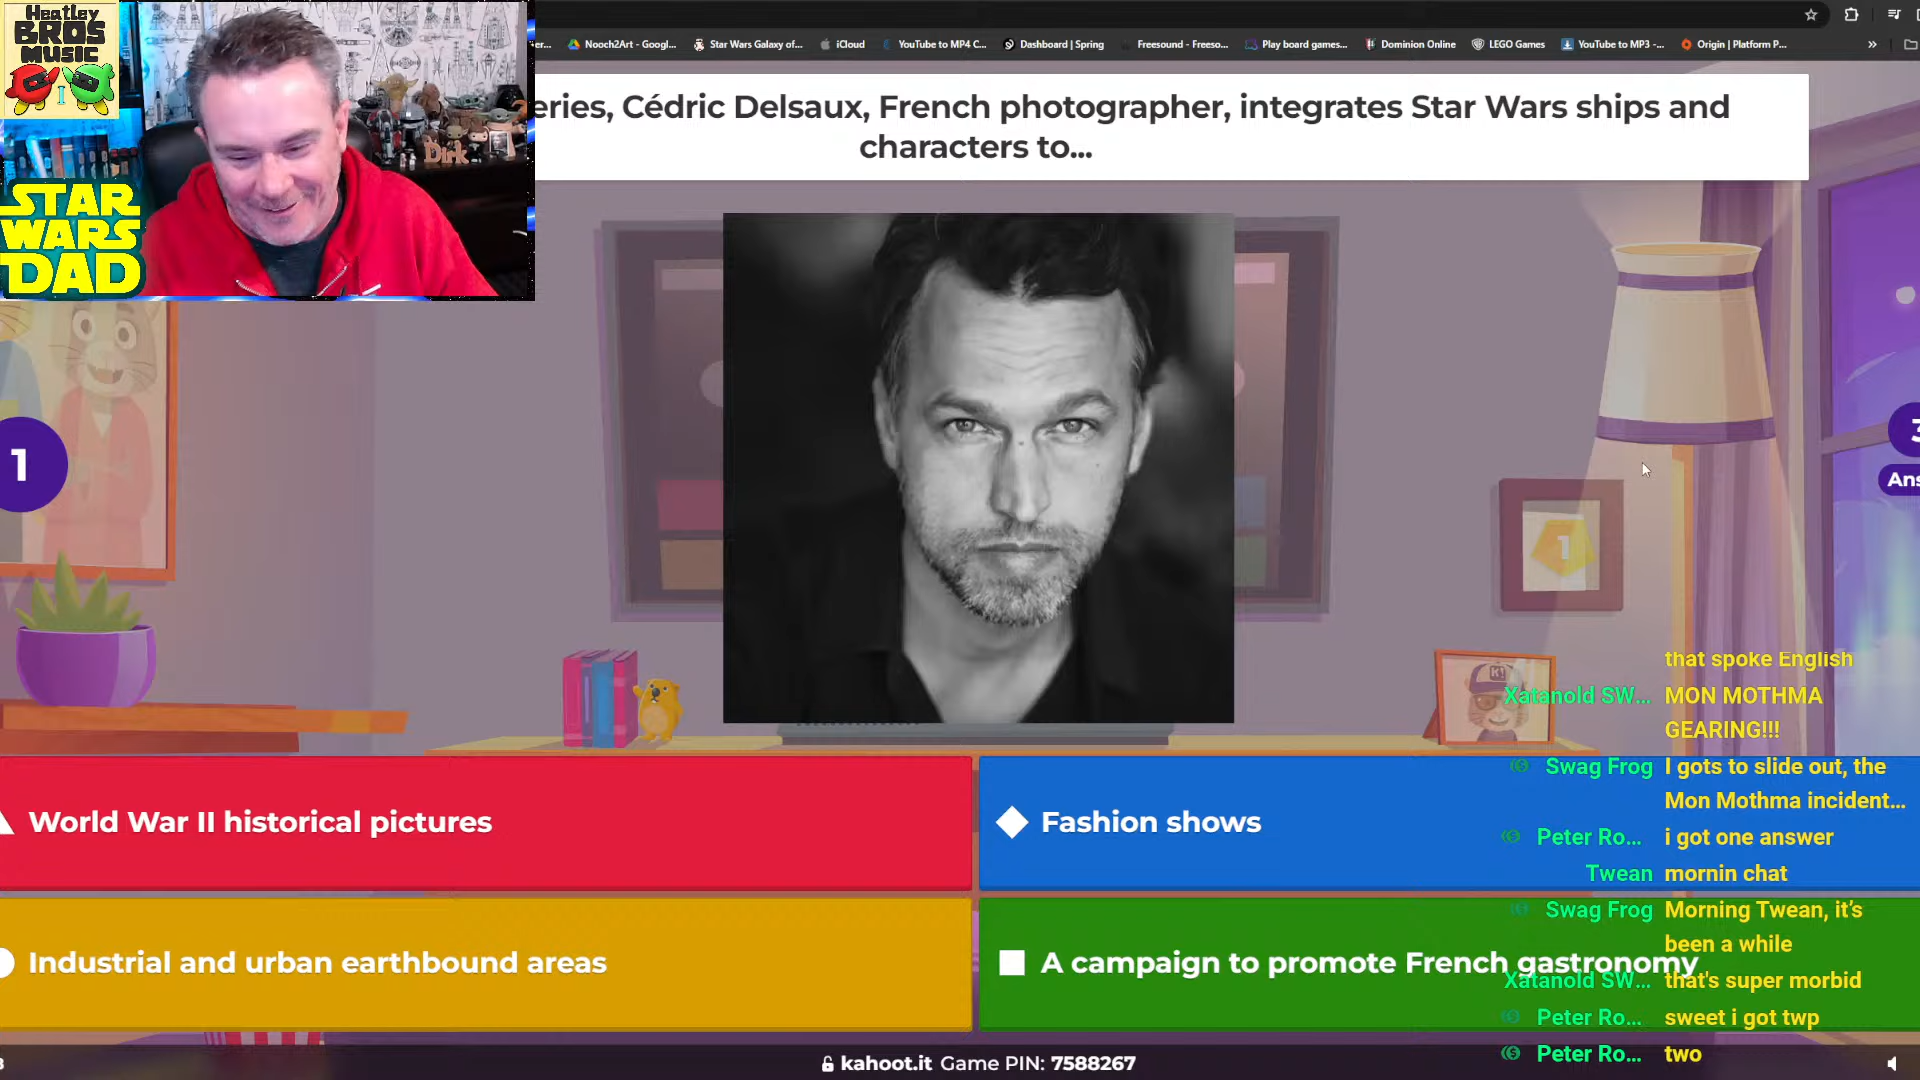 HeatleY
BROS
MUSIC
STAR
WARS
DAD
Dirk
er...
Nooch2Art - Googl...
Star Wars Galaxy of...
iCloud
YouTube to MP4 C...
Dashboard | Spring
Freesound - Freeso...
Play board games...
Dominion Online
LEGO Games
YouTube to MP3 -...
Origin | Platform P...
»
eries, Cédric Delsaux, French photographer, integrates Star Wars ships and
characters to...
1
1
3
Ans
K!
that spoke English
Xatanold SW... MON MOTHMA
GEARING!!!
Swag Frog I gots to slide out, the
Mon Mothma incident...
Peter Ro... i got one answer
Twean mornin chat
Swag Frog Morning Twean, it's
been a while
Xatanold SW... that's super morbid
Peter Ro... sweet i got twp
Peter Ro... two
World War II historical pictures
Fashion shows
Industrial and urban earthbound areas
A campaign to promote French gastronomy
kahoot.it Game PIN: 7588267